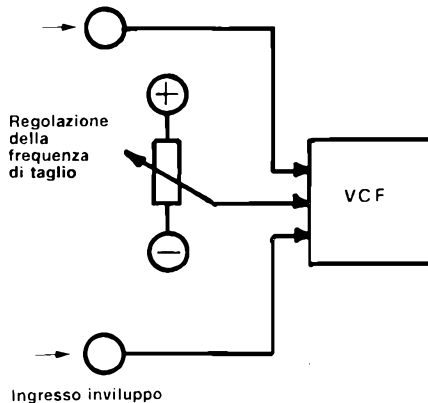 +
Regolazione
della
frequenza
di taglio
VCF
−
Ingresso inviluppo